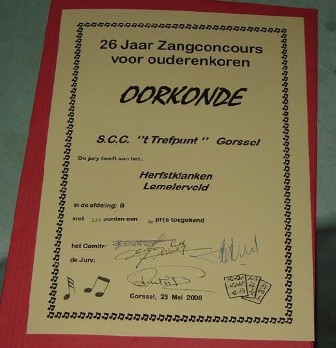 26 Jaar Zangconcours
voor ouderenkoren
OORKONDE
S.C.C. "t Trefpunt " Gorssel
De jury heeft aan het:
Herfstklanken
Lemelerveld
in de afdeling: B
met punten een prijs toegekend
het Comité:
de Jury:
Gorssel, 23 Mei 2008